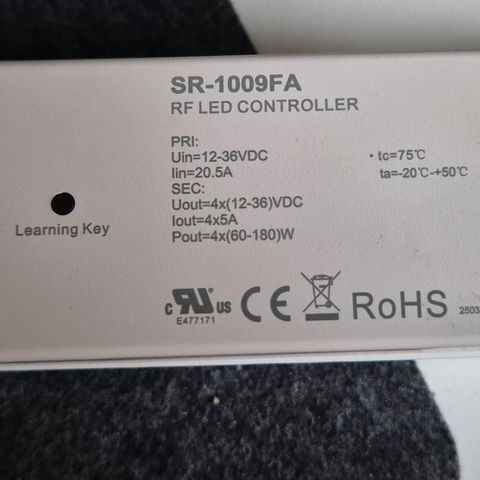 SR-1009FA
RF LED CONTROLLER
PRI:
Uin=12-36VDC
Iin=20.5A
SEC:
Uout=4x(12-36)VDC
Iout=4x5A
Pout=4x(60-180)W
• tc=75℃
ta=-20℃-+50℃
Learning Key
c RU us
E477171
CE
RoHS
2503